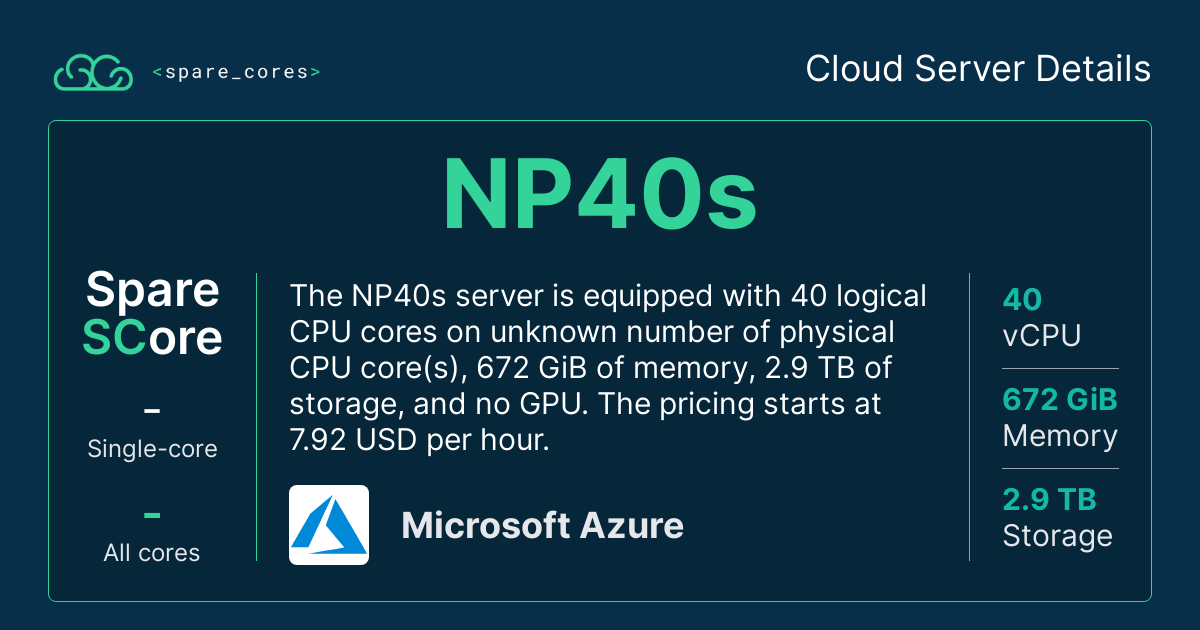 <spare_cores>
Cloud Server Details
NP40s
Spare
SCore
–
Single-core
–
All cores
The NP40s server is equipped with 40 logical
CPU cores on unknown number of physical
CPU core(s), 672 GiB of memory, 2.9 TB of
storage, and no GPU. The pricing starts at
7.92 USD per hour.
Microsoft Azure
40
vCPU
672 GiB
Memory
2.9 TB
Storage